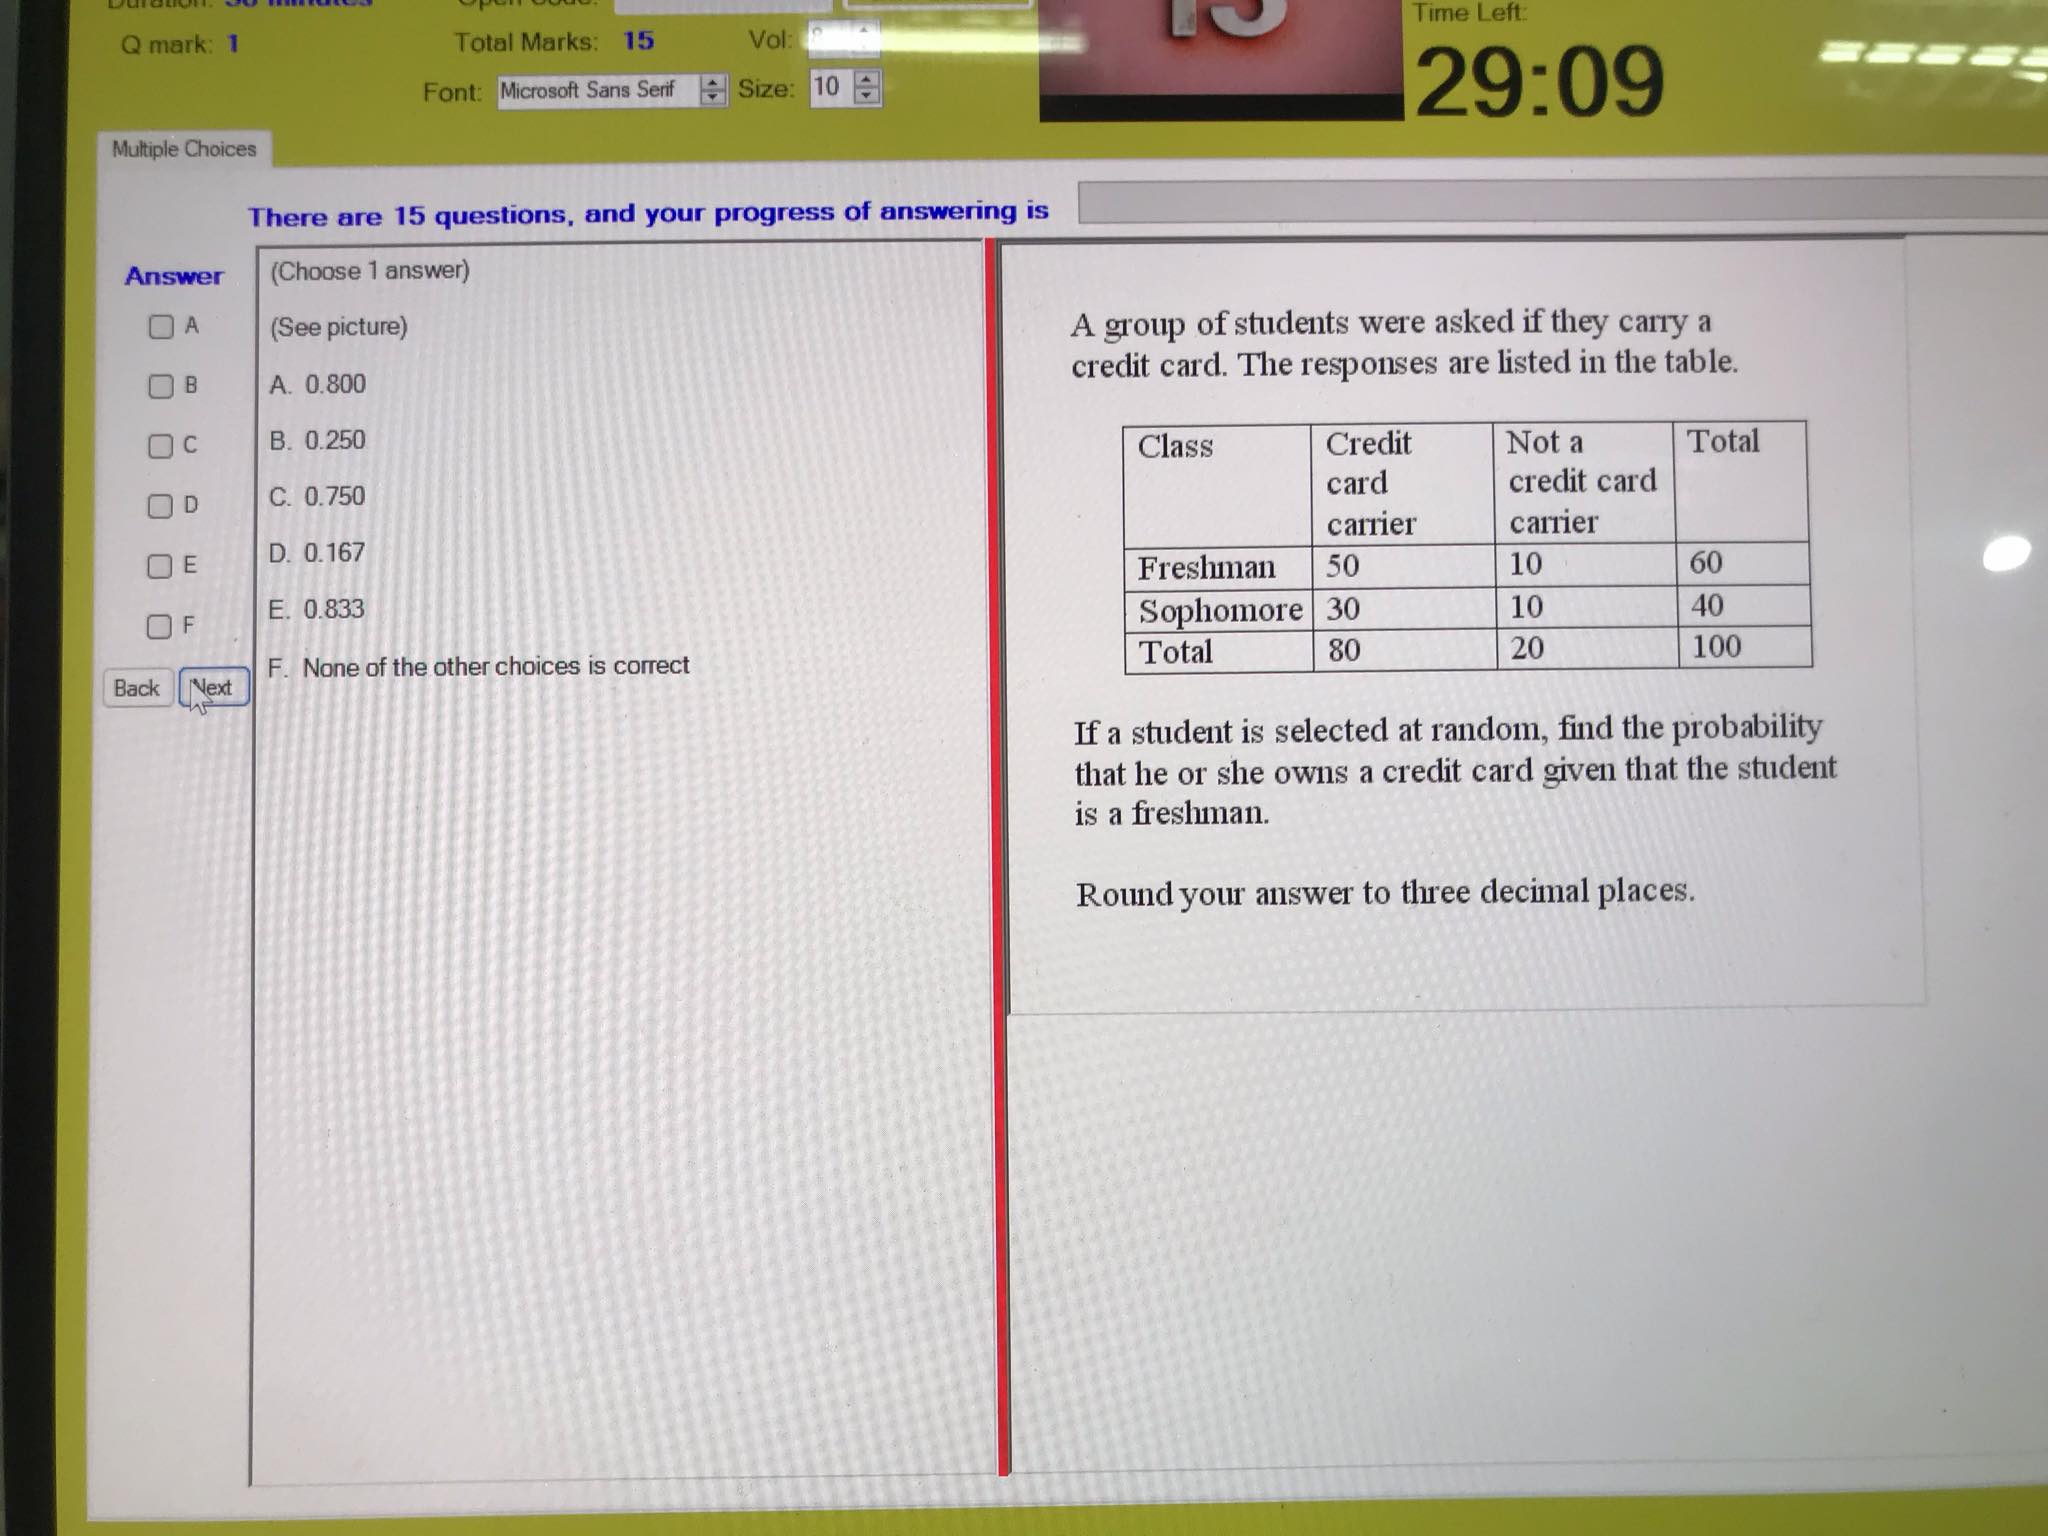 Duration: 30 minutes
Open Code:
Q mark: 1
Total Marks: 15
Vol:
Font: Microsoft Sans Serif
Size: 10
Time Left:
29:09
Multiple Choices
There are 15 questions, and your progress of answering is
Answer
A
B
C
D
E
F
Back
Next
(Choose 1 answer)
(See picture)
A. 0.800
B. 0.250
C. 0.750
D. 0.167
E. 0.833
F. None of the other choices is correct
A group of students were asked if they carry a
credit card. The responses are listed in the table.
Class Credit Not a Total
card credit card
carrier carrier
Freshman 50 10 60
Sophomore 30 10 40
Total 80 20 100
If a student is selected at random, find the probability
that he or she owns a credit card given that the student
is a freshman.
Round your answer to three decimal places.